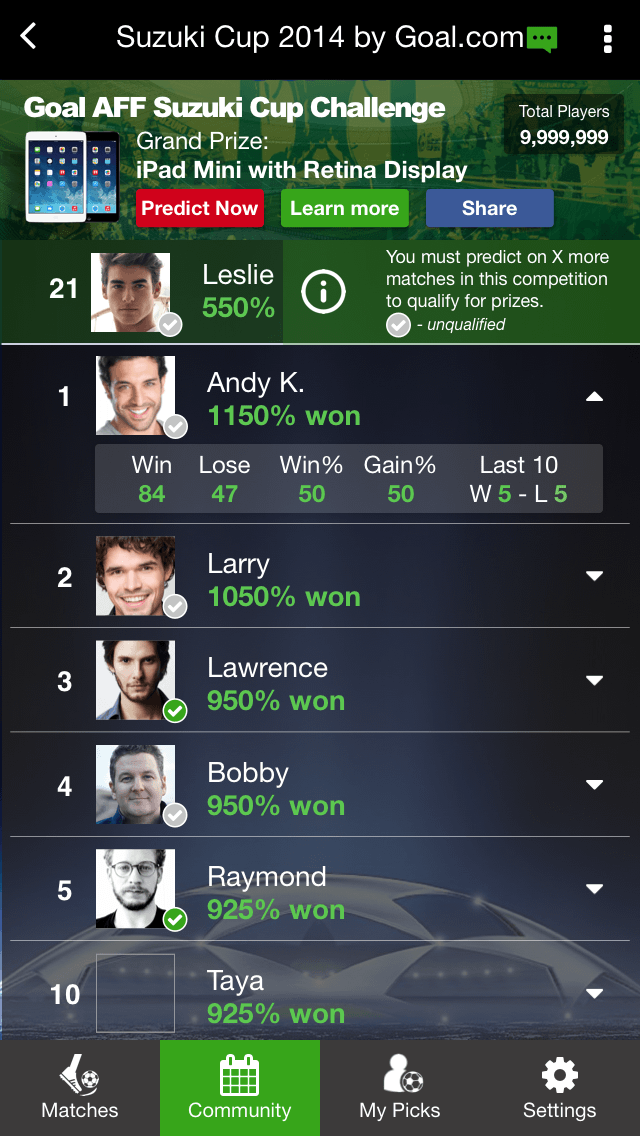 Suzuki Cup 2014 by Goal.com
Goal AFF Suzuki Cup Challenge
Grand Prize:
iPad Mini with Retina Display
Total Players
9,999,999
Predict Now
Learn more
Share
21
Leslie
550%
You must predict on X more
matches in this competition
to qualify for prizes.
- unqualified
1
Andy K.
1150% won
Win Lose Win% Gain% Last 10
84 47 50 50 W 5 - L 5
2
Larry
1050% won
3
Lawrence
950% won
4
Bobby
950% won
5
Raymond
925% won
10
Taya
925% won
Matches Community My Picks Settings